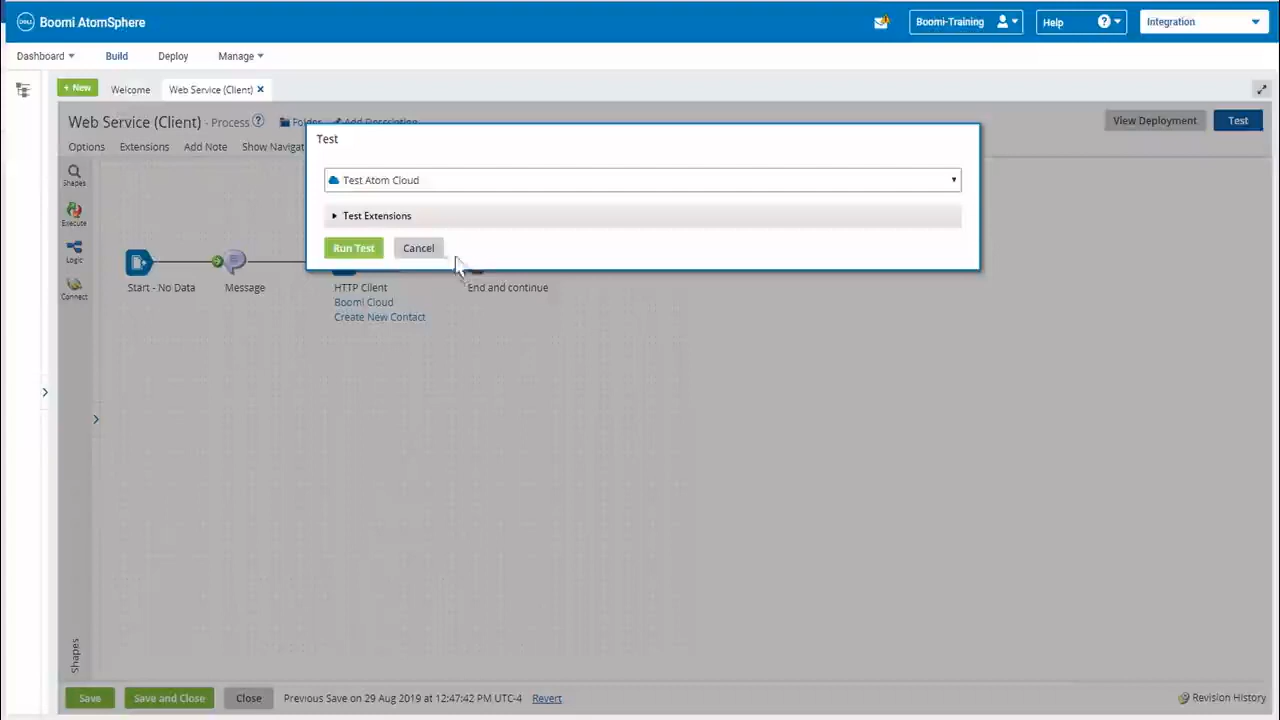 DELL Boomi AtomSphere Boomi-Training Help ? Integration
Dashboard Build Deploy Manage
+ New Welcome Web Service (Client) ×
Web Service (Client) - Process ? Folder Add Description View Deployment Test
Options Extensions Add Note Show Navigat
Test
Test Atom Cloud
Test Extensions
Run Test Cancel
Shapes
Execute
Logic
Connect
Start - No Data Message HTTP Client End and continue
Boomi Cloud
Create New Contact
Shapes
Save Save and Close Close Previous Save on 29 Aug 2019 at 12:47:42 PM UTC-4 Revert Revision History